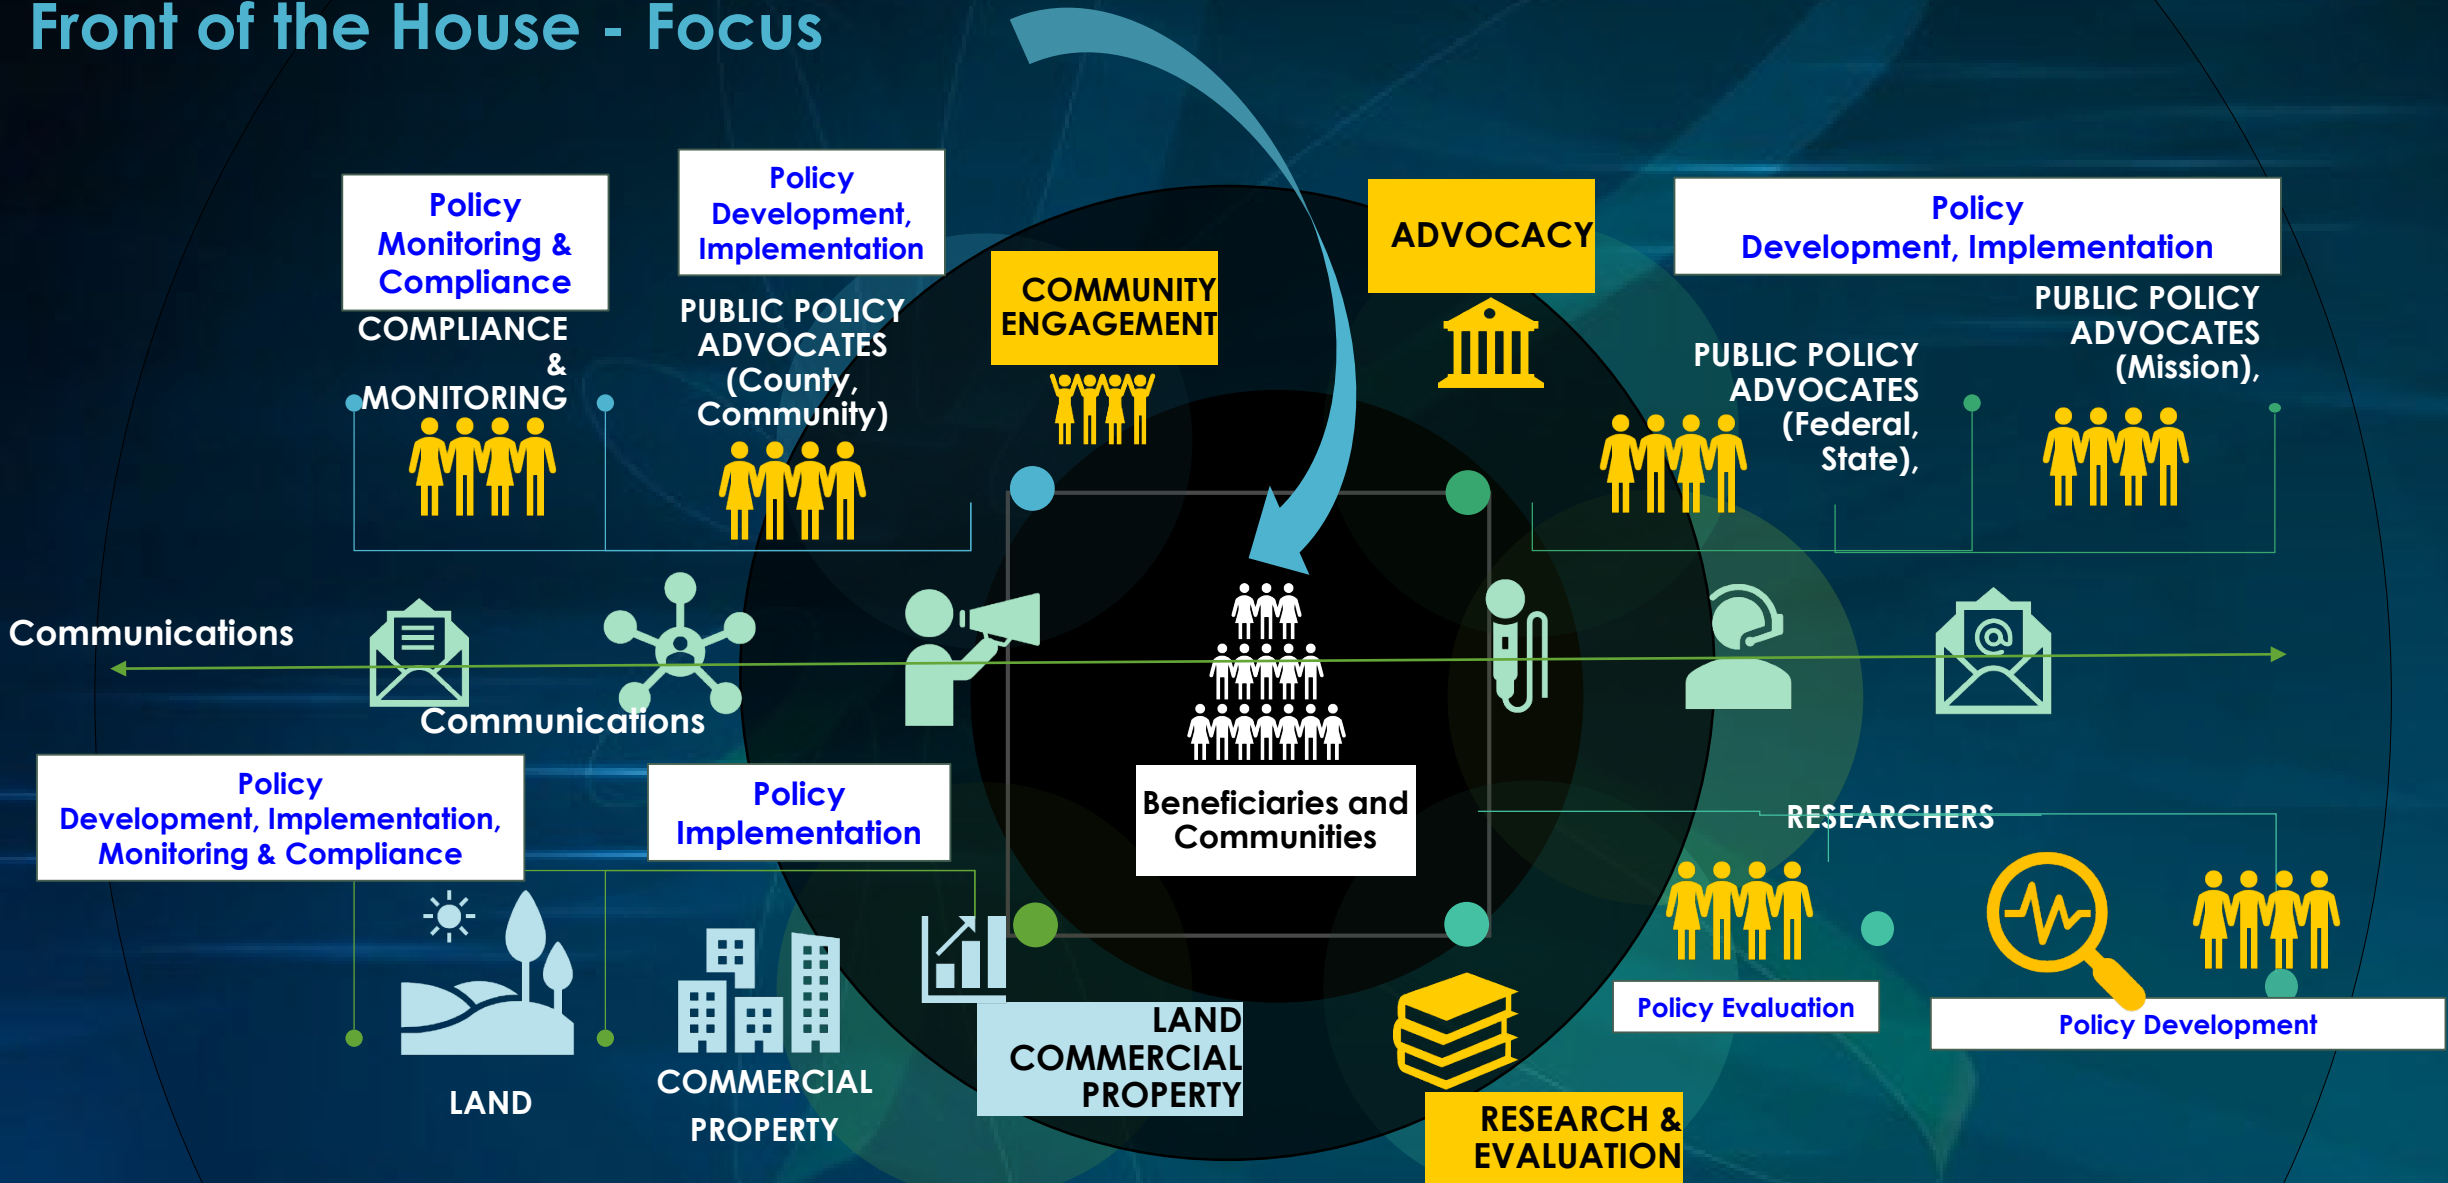 Front of the House - Focus
Policy
Monitoring &
Compliance
COMPLIANCE
&
MONITORING
Policy
Development,
Implementation
PUBLIC POLICY
ADVOCATES
(County,
Community)
COMMUNITY
ENGAGEMENT
ADVOCACY
Policy
Development, Implementation
PUBLIC POLICY
ADVOCATES
(Federal,
State),
PUBLIC POLICY
ADVOCATES
(Mission),
Communications
Communications
Policy
Development, Implementation,
Monitoring & Compliance
LAND
Policy
Implementation
COMMERCIAL
PROPERTY
Beneficiaries and
Communities
LAND
COMMERCIAL
PROPERTY
RESEARCHERS
Policy Evaluation
Policy Development
RESEARCH &
EVALUATION